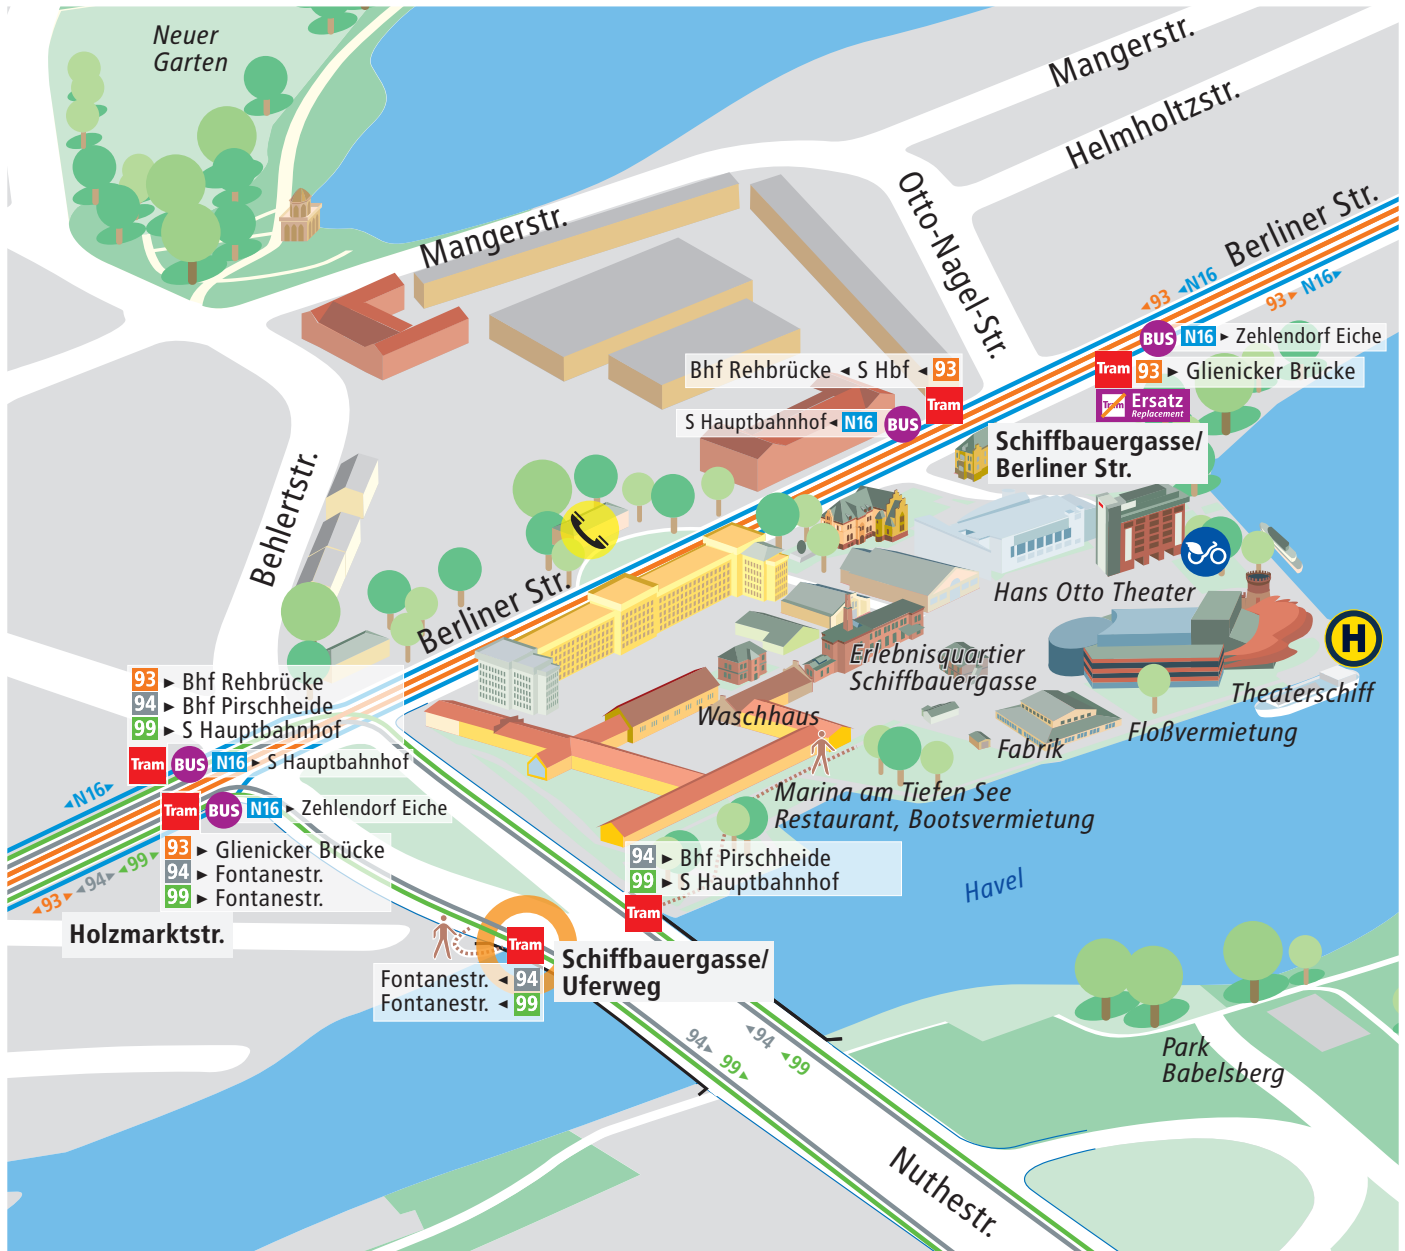 Neuer
Garten
Mangerstr.
Helmholtzstr.
Mangerstr.
Otto-Nagel-Str.
Berliner Str.
◄93 ◄N16
93► N16►
BUS N16 ► Zehlendorf Eiche
Tram 93 ► Glienicker Brücke
Tram Ersatz
Replacement
Bhf Rehbrücke ◄ S Hbf ◄ 93
Tram
S Hauptbahnhof ◄ N16 BUS
Schiffbauergasse/
Berliner Str.
Behlertstr.
Berliner Str.
Hans Otto Theater
H
Erlebnisquartier
Schiffbauergasse
Theaterschiff
Waschhaus
Fabrik
Floßvermietung
93 ► Bhf Rehbrücke
94 ► Bhf Pirschheide
99 ► S Hauptbahnhof
Tram BUS N16 ► S Hauptbahnhof
◄N16►
Tram BUS N16 ► Zehlendorf Eiche
93 ► Glienicker Brücke
94 ► Fontanestr.
99 ► Fontanestr.
◄93► ◄94► ◄99►
Holzmarktstr.
Marina am Tiefen See
Restaurant, Bootsvermietung
94 ► Bhf Pirschheide
99 ► S Hauptbahnhof
Tram
Havel
Tram
Fontanestr. ◄ 94
Fontanestr. ◄ 99
Schiffbauergasse/
Uferweg
94► ◄94
99► ◄99
Park
Babelsberg
Nuthestr.